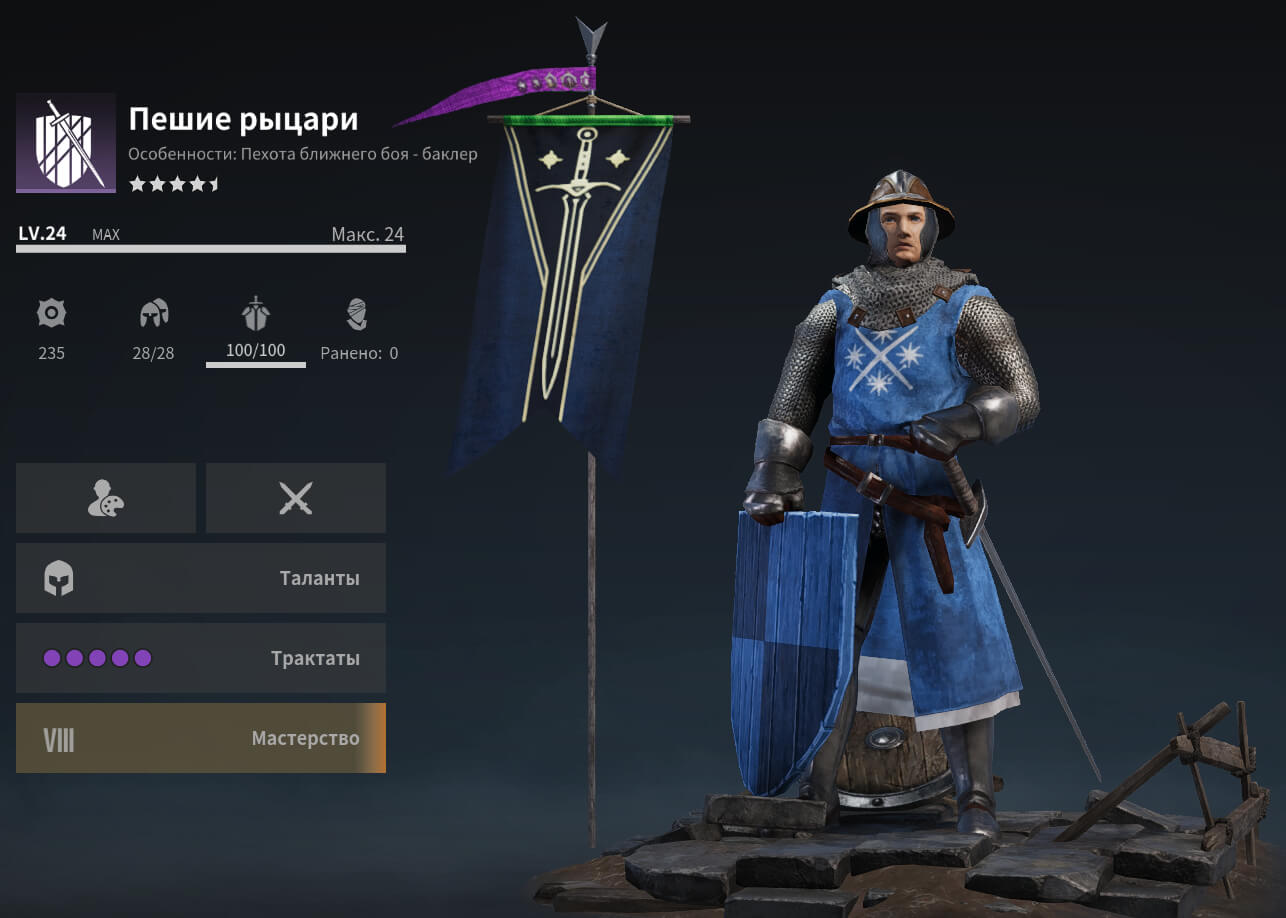 Пешие рыцари
Особенности: Пехота ближнего боя - баклер
LV.24 MAX Макс. 24
235 28/28 100/100 Ранено: 0
Таланты
Трактаты
VIII Мастерство